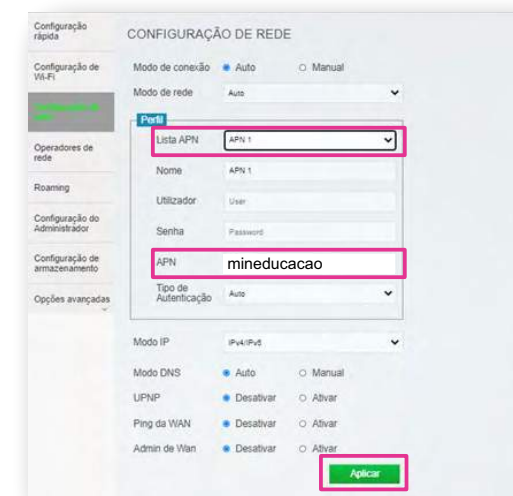 Configuração
rápida
CONFIGURAÇÃO DE REDE
Configuração de
Wi-Fi
Modo de conexão Auto Manual
Modo de rede Auto
Perfil
Lista APN APN 1
Operadores de
rede
Nome APN 1
Roaming
Utilizador User
Configuração do
Administrador
Senha Password
Configuração de
armazenamento
APN mineducacao
Opções avançadas
Tipo de
Autenticação Auto
Modo IP IPv4/IPv6
Modo DNS Auto Manual
UPNP Desativar Ativar
Ping da WAN Desativar Ativar
Admin de Wan Desativar Ativar
Aplicar